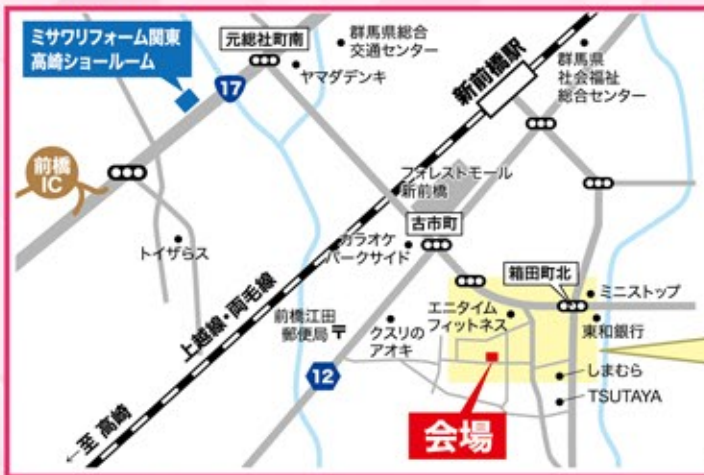 ミサワリフォーム関東
高崎ショールーム
元総社町南
群馬県総合
交通センター
ヤマダデンキ
17
新前橋駅
群馬県
社会福祉
総合センター
前橋
IC
トイザらス
フォレストモール
新前橋
古市町
カラオケ
パークサイド
箱田町北
ミニストップ
上越線・両毛線
前橋江田
郵便局〒
クスリの
アオキ
エニタイム
フィットネス
東和銀行
12
しまむら
TSUTAYA
会場
←至 高崎